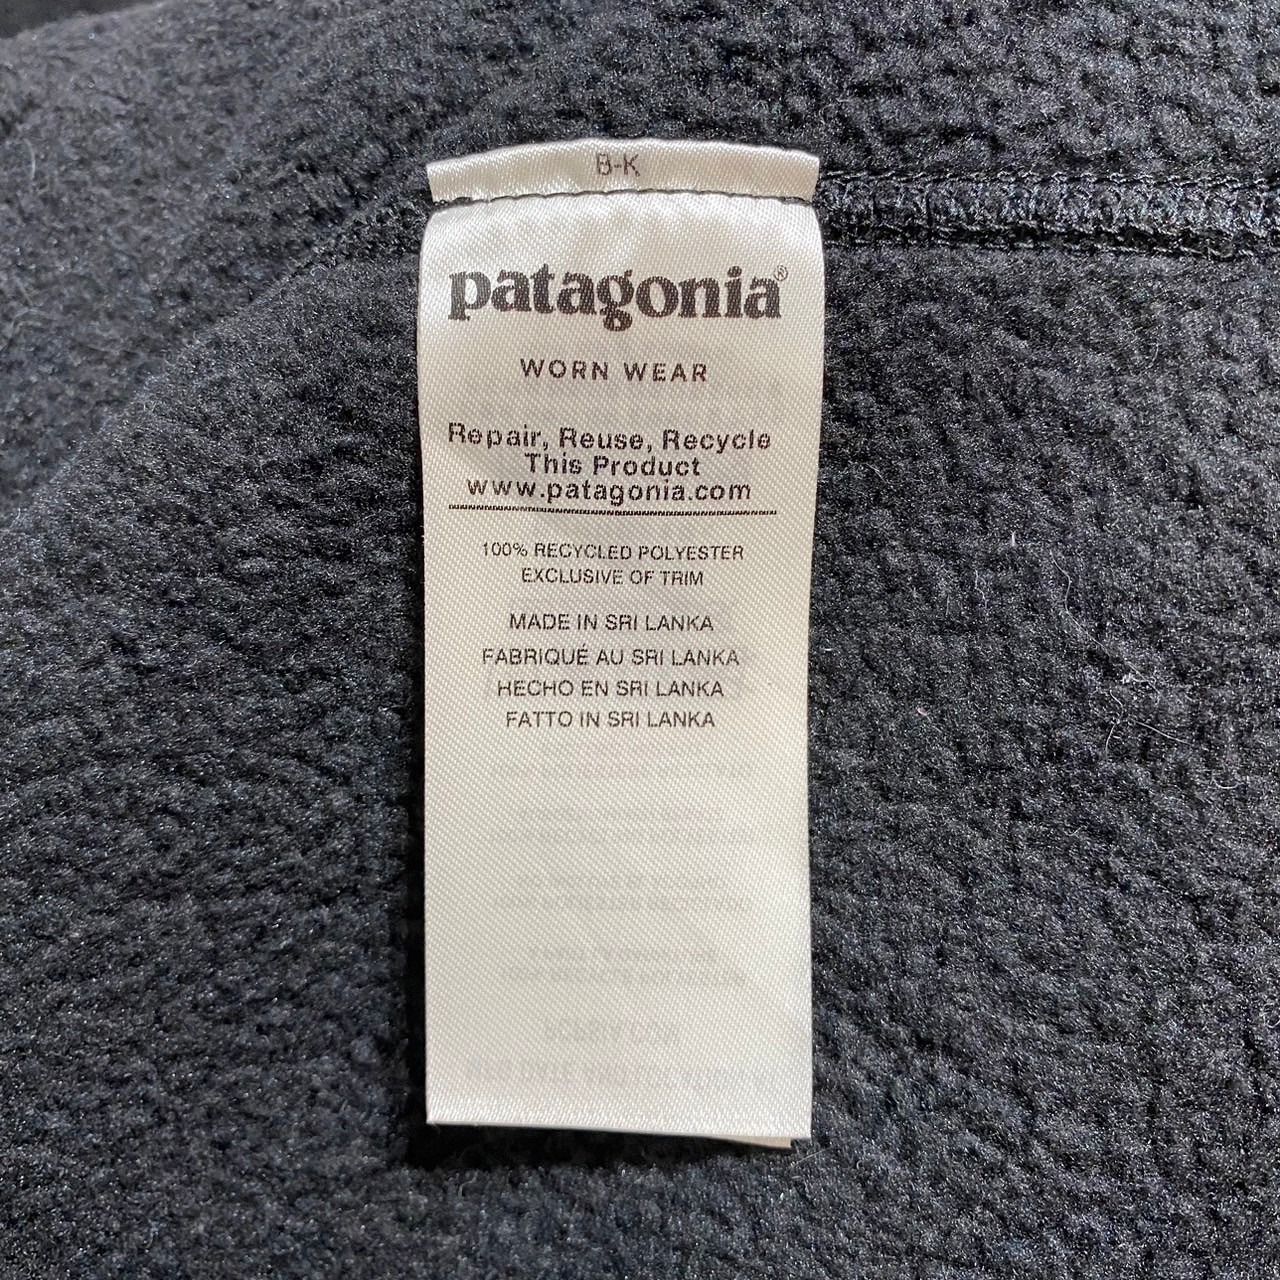 B-K
patagonia®
WORN WEAR
Repair, Reuse, Recycle
This Product
www.patagonia.com
100% RECYCLED POLYESTER
EXCLUSIVE OF TRIM
MADE IN SRI LANKA
FABRIQUÉ AU SRI LANKA
HECHO EN SRI LANKA
FATTO IN SRI LANKA